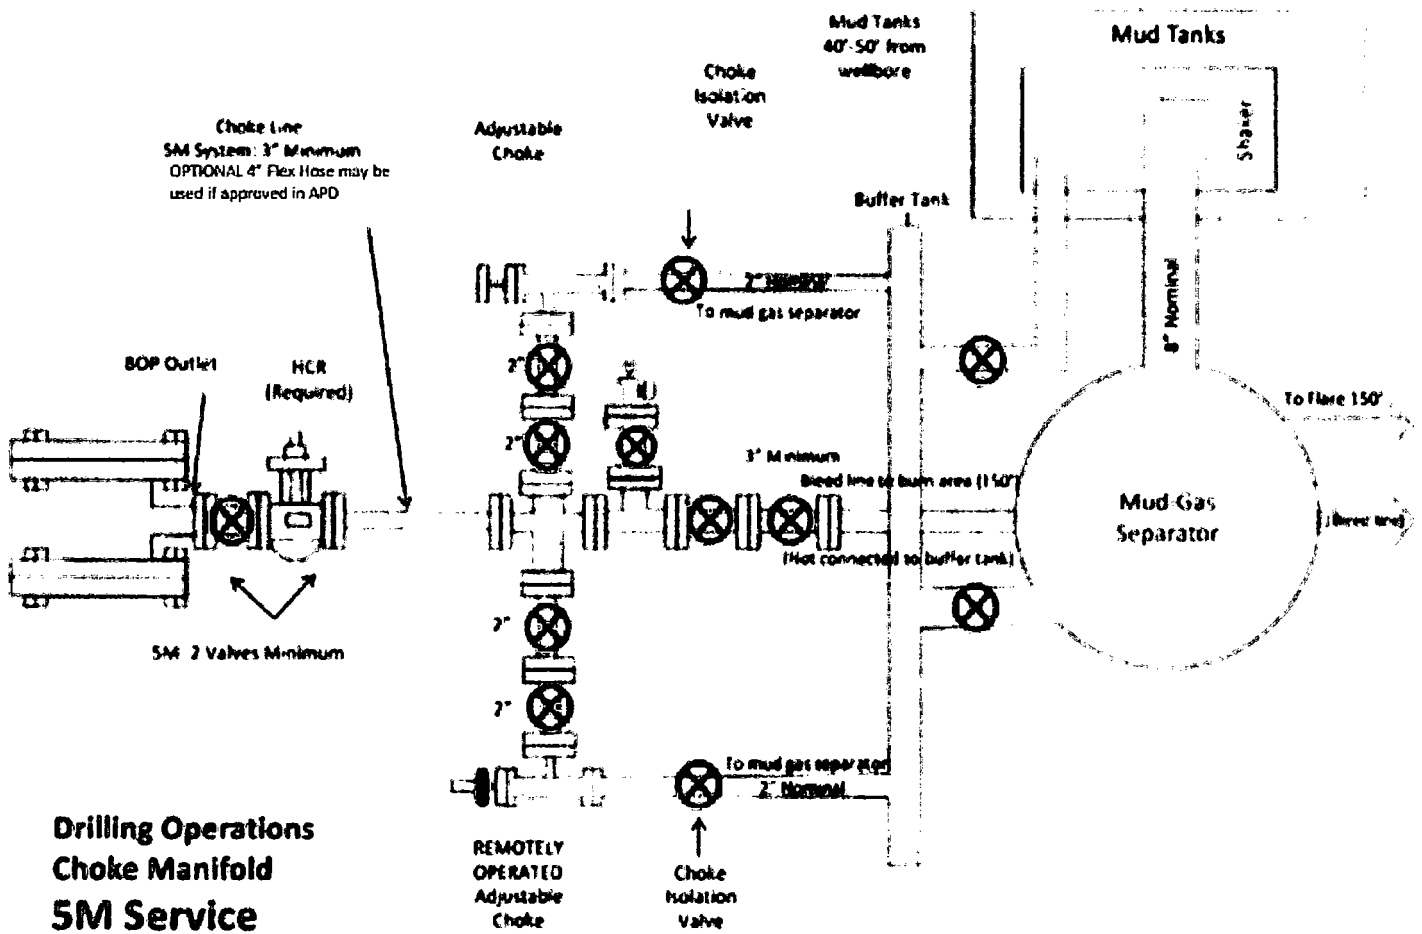 Mud Tanks
40'-50' from
wellbore
Mud Tanks
Choke
Isolation
Valve
Shaker
Choke Line
5M System: 3" Minimum
OPTIONAL 4" Flex Hose may be
used if approved in APD
Adjustable
Choke
Buffer Tank
2" Nominal
To mud gas separator
8" Nominal
BOP Outlet
HCR
(Required)
2"
2"
To Flare 150'
3" Minimum
Bleed line to burn area (150')
Mud-Gas
Separator
(Bleed line)
(Not connected to buffer tank)
2"
5M: 2 Valves Minimum
2"
To mud gas separator
2" Nominal
Drilling Operations
Choke Manifold
5M Service
REMOTELY
OPERATED
Adjustable
Choke
Choke
Isolation
Valve